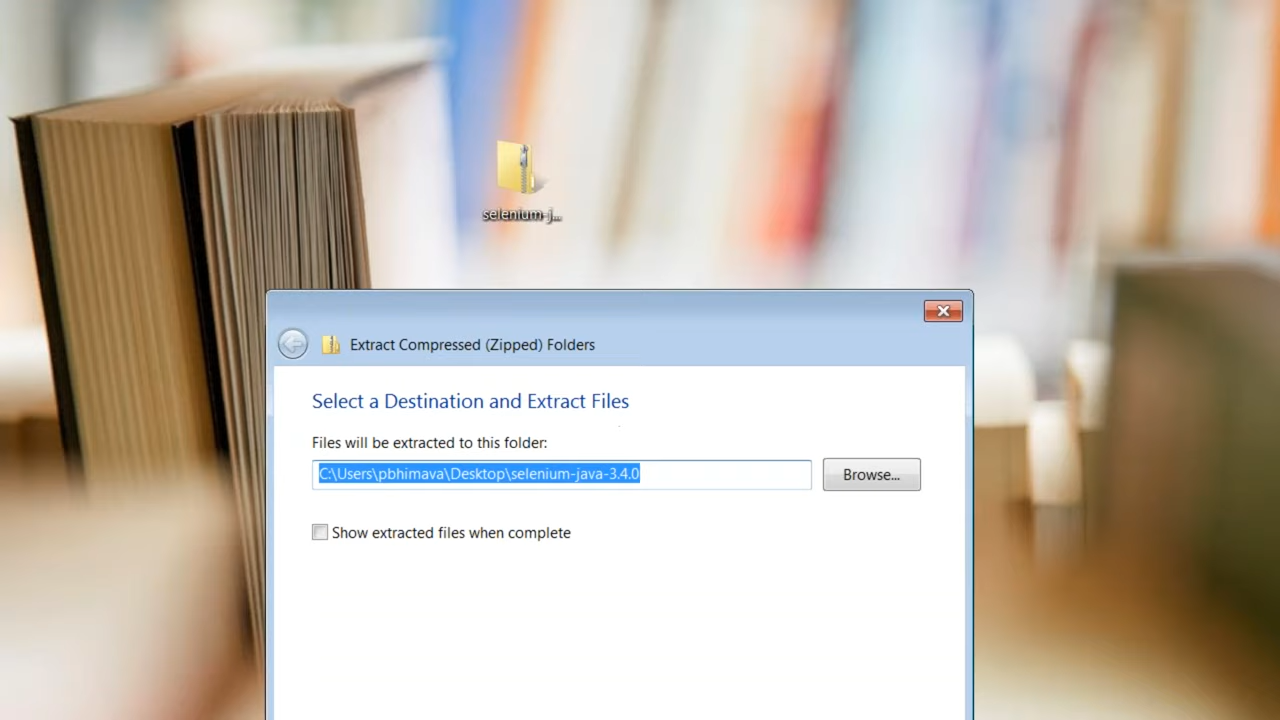 selenium-j...
Extract Compressed (Zipped) Folders
Select a Destination and Extract Files
Files will be extracted to this folder:
C:\Users\pbhimava\Desktop\selenium-java-3.4.0
Browse...
Show extracted files when complete